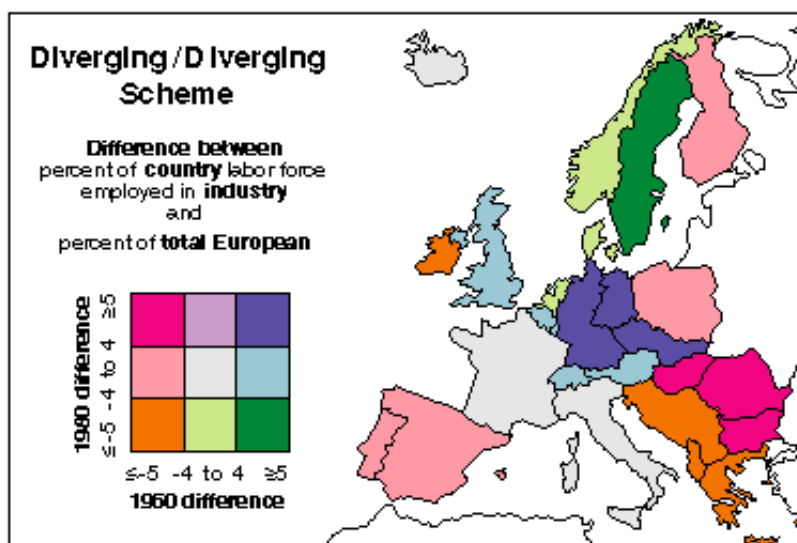 Diverging/Diverging
Scheme
Difference between
percent of country labor force
employed in industry
and
percent of total European
1980 difference
≥5
-4 to 4
≤-5
≤-5 -4 to 4 ≥5
1960 difference